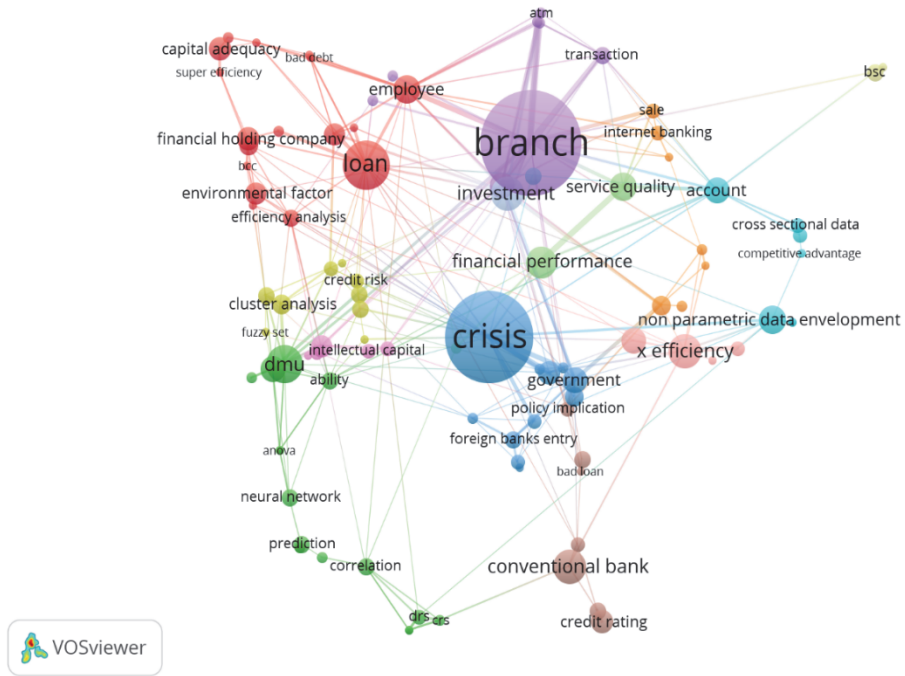 atm
capital adequacy
transaction
bad debt
super efficiency
bsc
employee
sale
branch
internet banking
financial holding company
loan
bcc
investment
service quality
account
environmental factor
efficiency analysis
cross sectional data
competitive advantage
financial performance
credit risk
cluster analysis
non parametric data envelopment
fuzzy set
crisis
intellectual capital
x efficiency
dmu
ability
government
policy implication
foreign banks entry
anova
bad loan
neural network
prediction
correlation
conventional bank
drs
crs
credit rating
VOSviewer